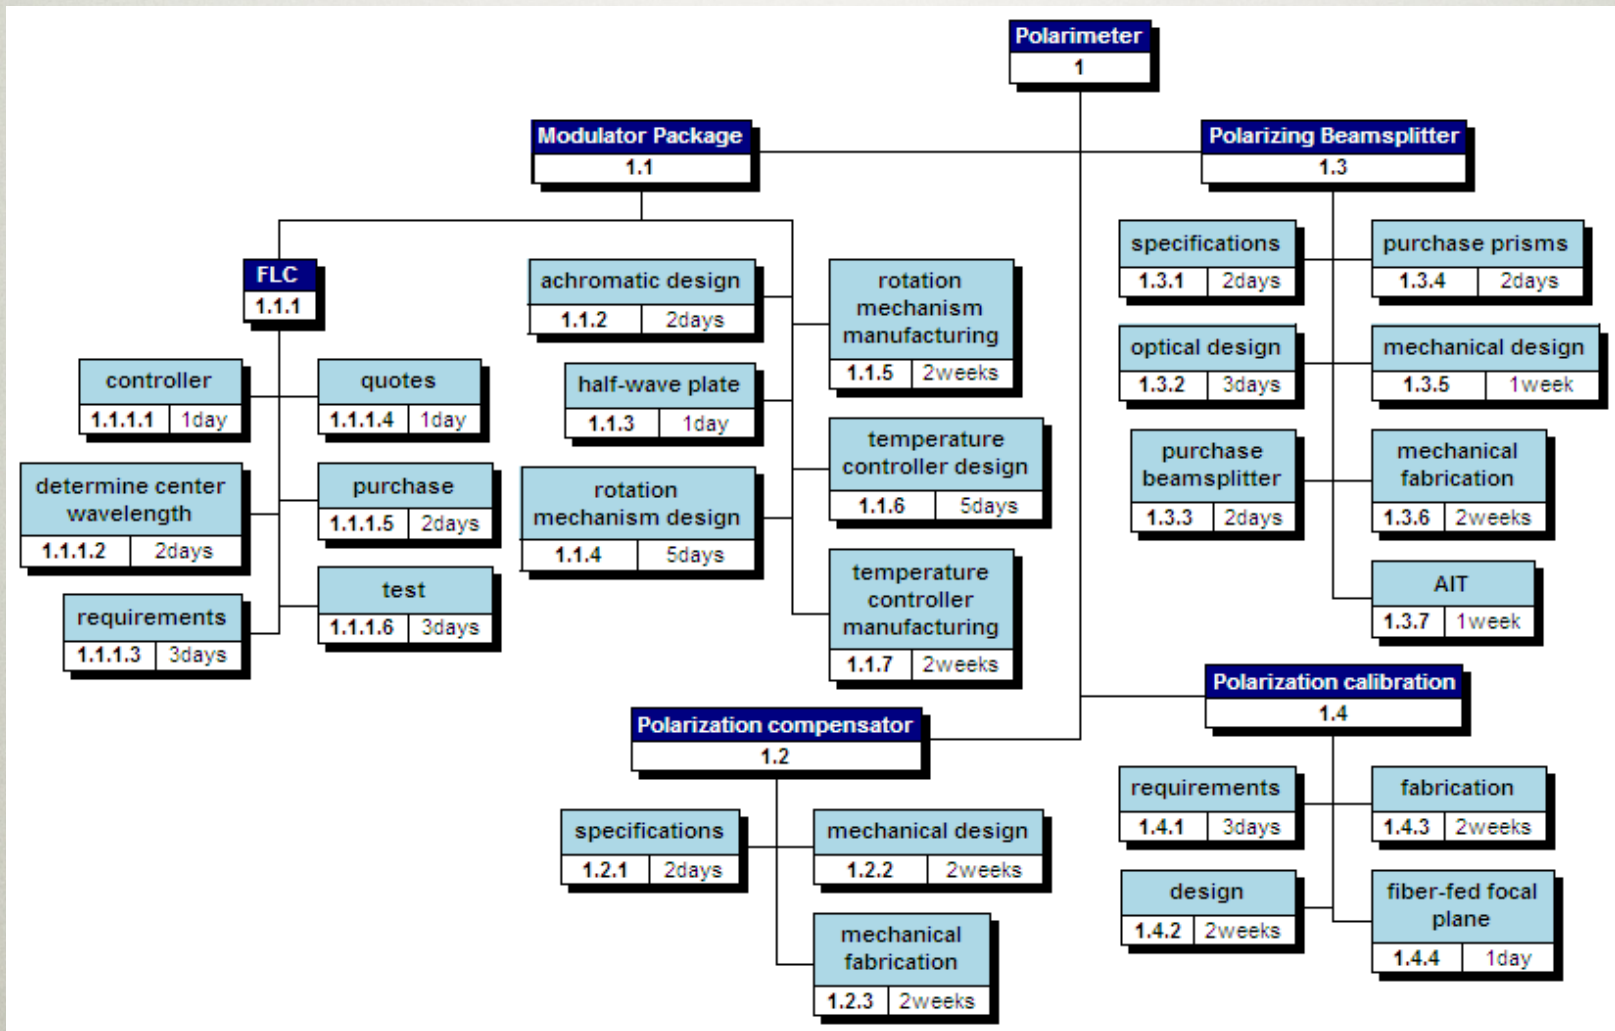 Polarimeter
1
Modulator Package
1.1
Polarizing Beamsplitter
1.3
FLC
1.1.1
controller
1.1.1.1 1day
quotes
1.1.1.4 1day
determine center
wavelength
1.1.1.2 2days
purchase
1.1.1.5 2days
requirements
1.1.1.3 3days
test
1.1.1.6 3days
achromatic design
1.1.2 2days
half-wave plate
1.1.3 1day
rotation
mechanism design
1.1.4 5days
rotation
mechanism
manufacturing
1.1.5 2weeks
temperature
controller design
1.1.6 5days
temperature
controller
manufacturing
1.1.7 2weeks
specifications
1.3.1 2days
purchase prisms
1.3.4 2days
optical design
1.3.2 3days
mechanical design
1.3.5 1week
purchase
beamsplitter
1.3.3 2days
mechanical
fabrication
1.3.6 2weeks
AIT
1.3.7 1week
Polarization compensator
1.2
specifications
1.2.1 2days
mechanical design
1.2.2 2weeks
mechanical
fabrication
1.2.3 2weeks
Polarization calibration
1.4
requirements
1.4.1 3days
fabrication
1.4.3 2weeks
design
1.4.2 2weeks
fiber-fed focal
plane
1.4.4 1day